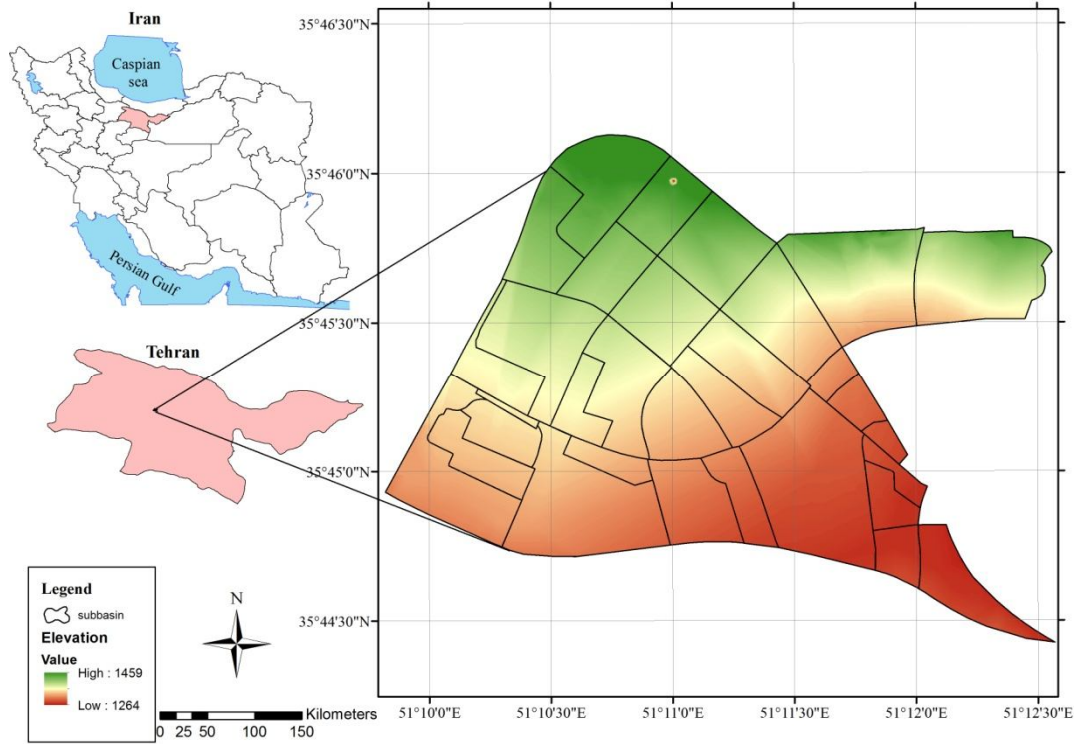 Iran
Caspian
sea
Persian Gulf
Tehran
Legend
subbasin
Elevation
Value
High : 1459
Low : 1264
N
Kilometers
0 25 50 100 150
35°46'30"N
35°46'0"N
35°45'30"N
35°45'0"N
35°44'30"N
51°10'0"E 51°10'30"E 51°11'0"E 51°11'30"E 51°12'0"E 51°12'30"E